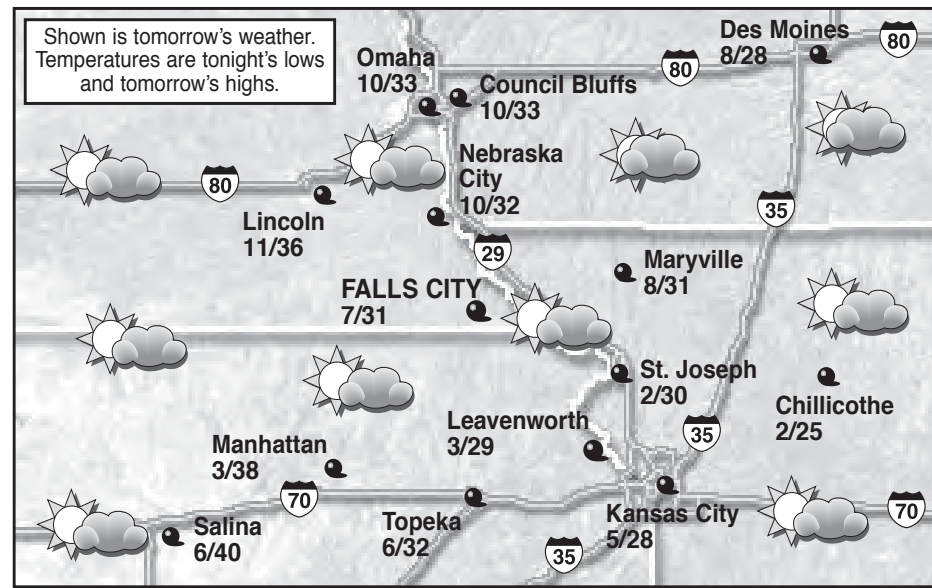 Shown is tomorrow's weather.
Temperatures are tonight's lows
and tomorrow's highs.
Des Moines
8/28
80
Omaha
10/33
80
Council Bluffs
10/33
Nebraska
City
10/32
80
Lincoln
11/36
35
29
Maryville
8/31
FALLS CITY
7/31
St. Joseph
2/30
Chillicothe
2/25
Leavenworth
3/29
35
Manhattan
3/38
70
Salina
6/40
Topeka
6/32
Kansas City
5/28
70
35